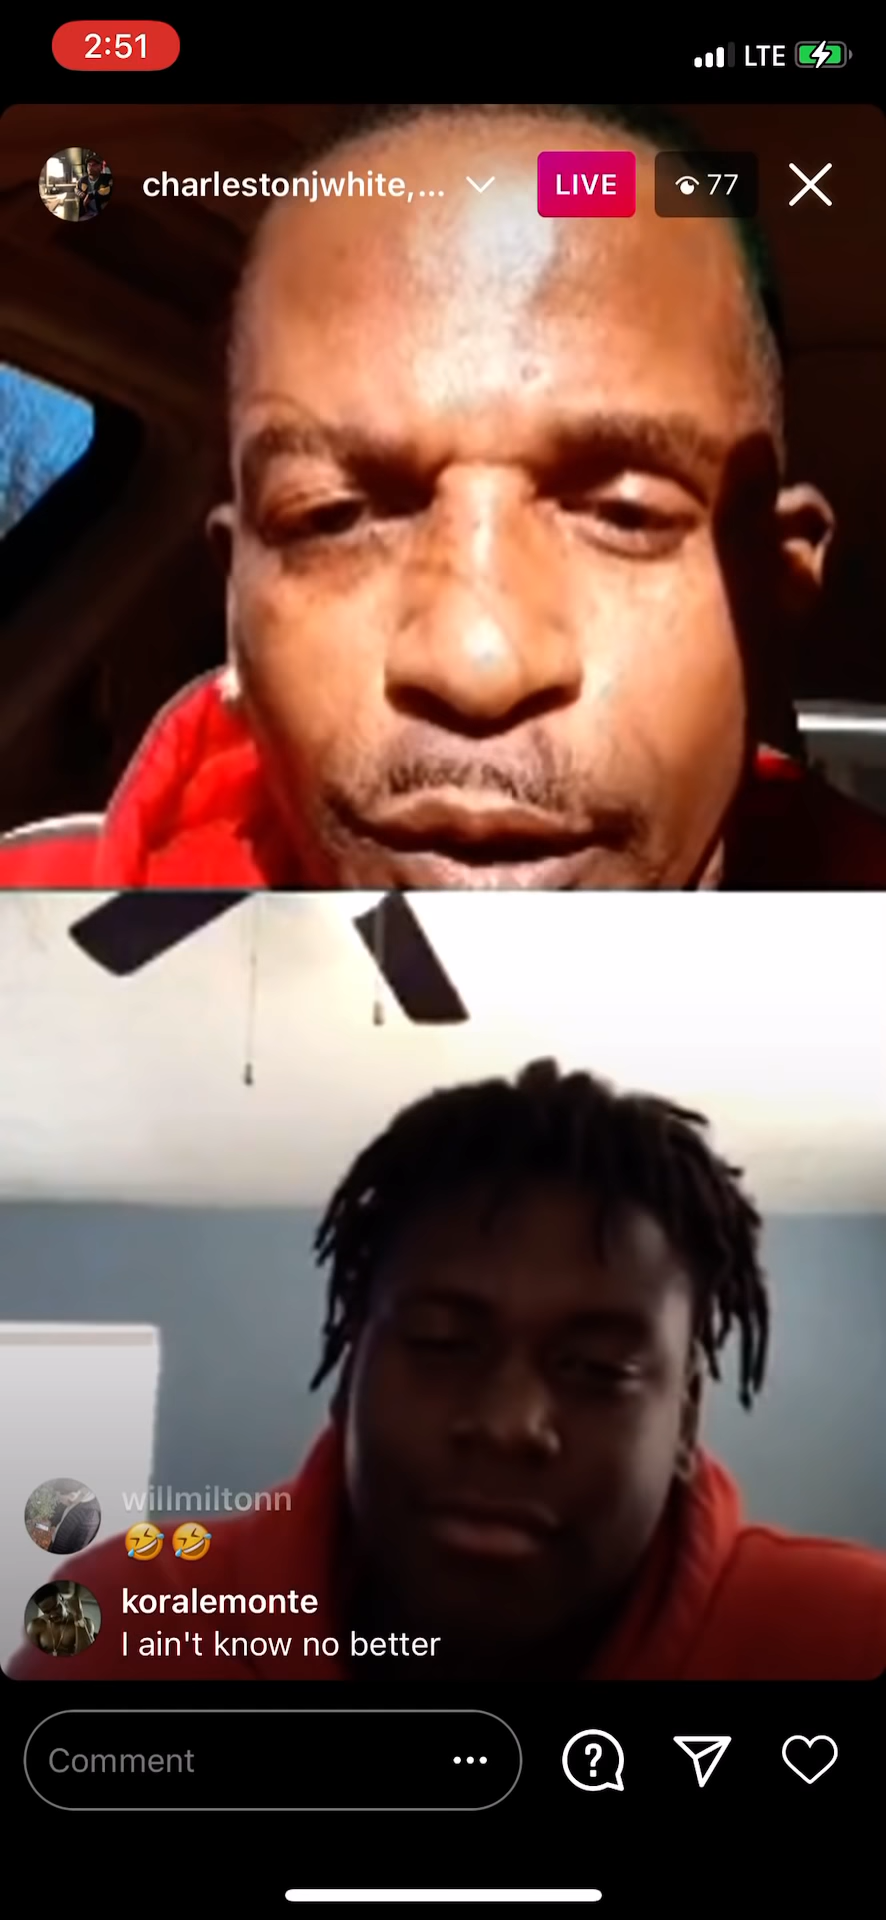 2:51
LTE
charlestonjwhite,...
LIVE
77
willmiltonn
🤣🤣
koralemonte
I ain't know no better
Comment